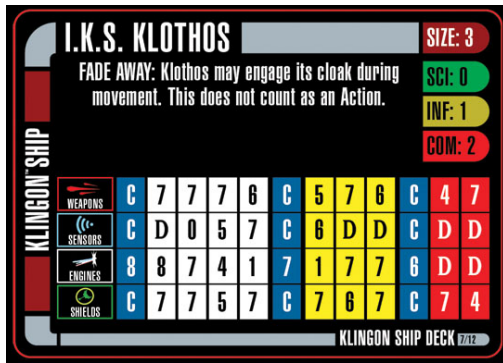 I.K.S. KLOTHOS
SIZE: 3
FADE AWAY: Klothos may engage its cloak during
movement. This does not count as an Action.
SCI: 0
INF: 1
COM: 2
KLINGON™ SHIP
WEAPONS C 7 7 7 6 C 5 7 6 C 4 7
SENSORS C D 0 5 7 C 6 D D C D D
ENGINES 8 8 7 4 1 7 1 7 7 6 D D
SHIELDS C 7 7 5 7 C 7 6 7 C 7 4
KLINGON SHIP DECK 7/12